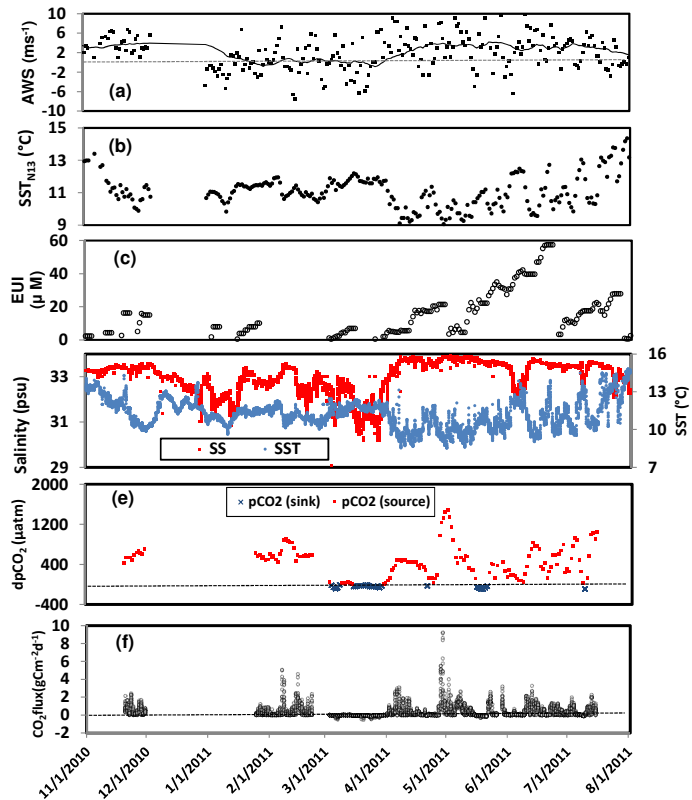 AWS (ms-1)
10
6
2
-2
-6
-10
(a)
SSTN13 (°C)
15
13
11
9
(b)
EUI
(µ M)
60
40
20
0
(c)
Salinity (psu)
33
31
29
SS SST
16
13
10
7
SST (°C)
dpCO2 (µatm)
2000
1200
400
-400
(e)
pCO2 (sink) pCO2 (source)
CO2flux(gCm-2d-1)
10
8
6
4
2
0
-2
(f)
11/1/2010 12/1/2010 1/1/2011 2/1/2011 3/1/2011 4/1/2011 5/1/2011 6/1/2011 7/1/2011 8/1/2011